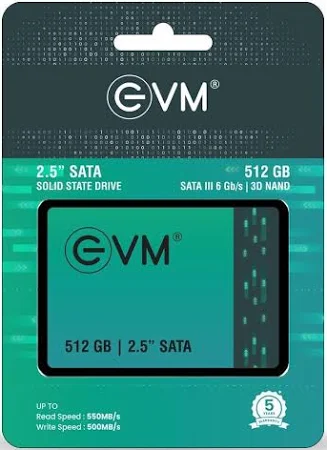 EVM®
2.5” SATA
SOLID STATE DRIVE
512 GB
SATA III 6 Gb/s | 3D NAND
EVM®
512 GB | 2.5” SATA
UP TO
Read Speed : 550MB/s
Write Speed : 500MB/s
5
YEARS